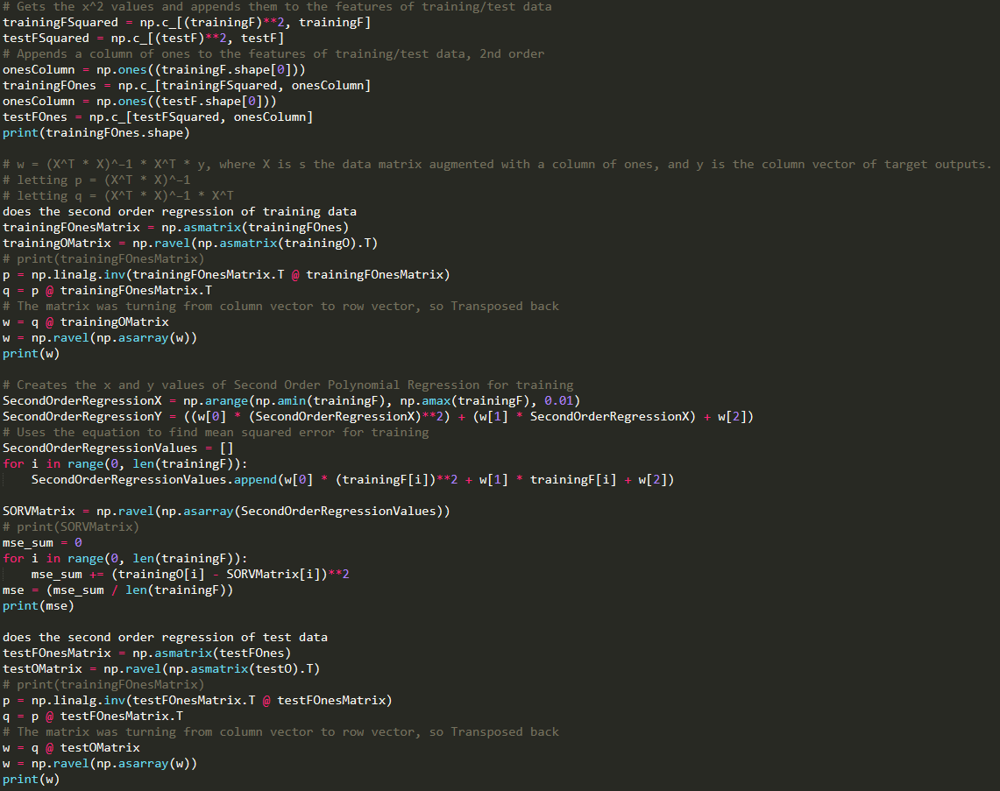 # Gets the x^2 values and appends them to the features of training/test data
trainingFSquared = np.c_[(trainingF)**2, trainingF]
testFSquared = np.c_[(testF)**2, testF]
# Appends a column of ones to the features of training/test data, 2nd order
onesColumn = np.ones((trainingF.shape[0]))
trainingFOnes = np.c_[trainingFSquared, onesColumn]
onesColumn = np.ones((testF.shape[0]))
testFOnes = np.c_[testFSquared, onesColumn]
print(trainingFOnes.shape)

# w = (X^T * X)^-1 * X^T * y, where X is s the data matrix augmented with a column of ones, and y is the column vector of target outputs.
# letting p = (X^T * X)^-1
# letting q = (X^T * X)^-1 * X^T
does the second order regression of training data
trainingFOnesMatrix = np.asmatrix(trainingFOnes)
trainingOMatrix = np.ravel(np.asmatrix(trainingO).T)
# print(trainingFOnesMatrix)
p = np.linalg.inv(trainingFOnesMatrix.T @ trainingFOnesMatrix)
q = p @ trainingFOnesMatrix.T
# The matrix was turning from column vector to row vector, so Transposed back
w = q @ trainingOMatrix
w = np.ravel(np.asarray(w))
print(w)

# Creates the x and y values of Second Order Polynomial Regression for training
SecondOrderRegressionX = np.arange(np.amin(trainingF), np.amax(trainingF), 0.01)
SecondOrderRegressionY = ((w[0] * (SecondOrderRegressionX)**2) + (w[1] * SecondOrderRegressionX) + w[2])
# Uses the equation to find mean squared error for training
SecondOrderRegressionValues = []
for i in range(0, len(trainingF)):
    SecondOrderRegressionValues.append(w[0] * (trainingF[i])**2 + w[1] * trainingF[i] + w[2])

SORVMatrix = np.ravel(np.asarray(SecondOrderRegressionValues))
# print(SORVMatrix)
mse_sum = 0
for i in range(0, len(trainingF)):
    mse_sum += (trainingO[i] - SORVMatrix[i])**2
mse = (mse_sum / len(trainingF))
print(mse)

does the second order regression of test data
testFOnesMatrix = np.asmatrix(testFOnes)
testOMatrix = np.ravel(np.asmatrix(testO).T)
# print(trainingFOnesMatrix)
p = np.linalg.inv(testFOnesMatrix.T @ testFOnesMatrix)
q = p @ testFOnesMatrix.T
# The matrix was turning from column vector to row vector, so Transposed back
w = q @ testOMatrix
w = np.ravel(np.asarray(w))
print(w)